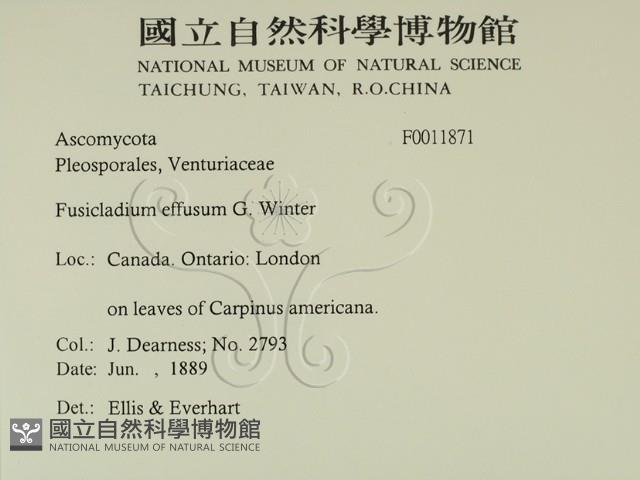 國立自然科學博物館
NATIONAL MUSEUM OF NATURAL SCIENCE
TAICHUNG, TAIWAN, R.O.CHINA
Ascomycota F0011871
Pleosporales, Venturiaceae
Fusicladium effusum G. Winter
Loc.: Canada. Ontario: London
on leaves of Carpinus americana.
Col.: J. Dearness; No. 2793
Date: Jun. , 1889
Det.: Ellis & Everhart
國立自然科學博物館
NATIONAL MUSEUM OF NATURAL SCIENCE